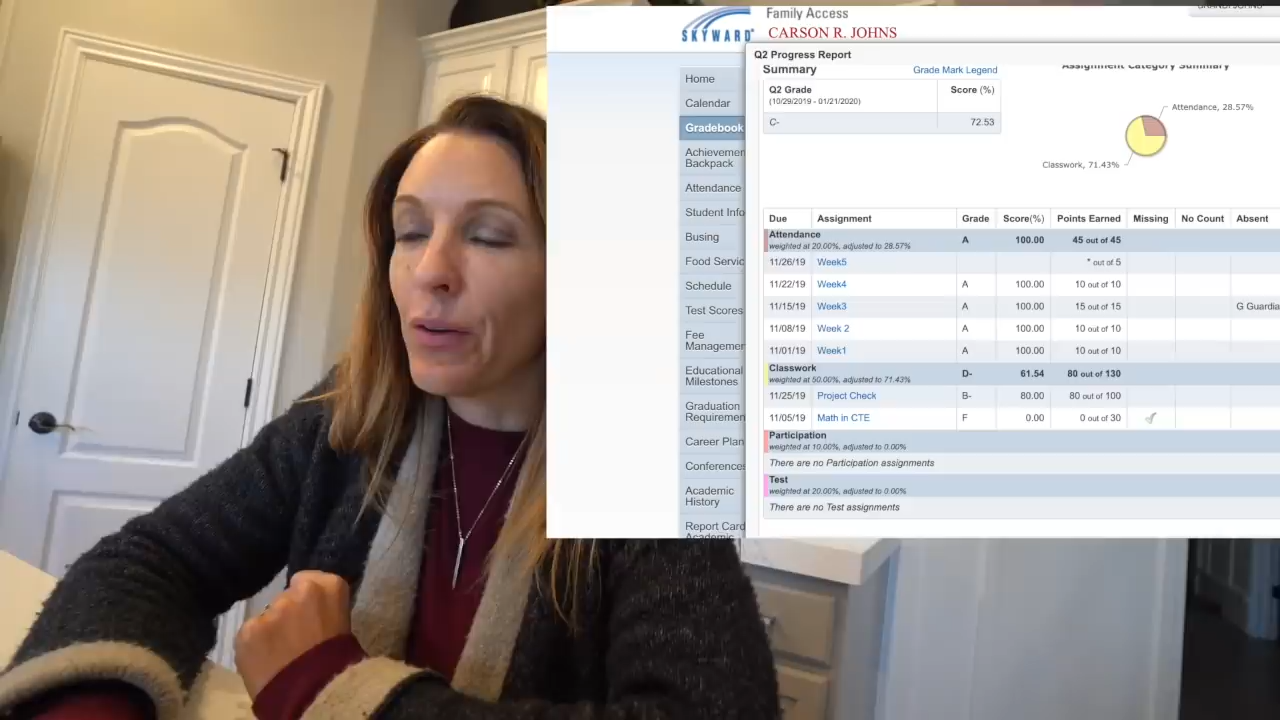 Family Access
SKYWARD
CARSON R. JOHNS
Q2 Progress Report
Summary
Grade Mark Legend
Assignment Category Summary
Q2 Grade
(10/29/2019 - 01/21/2020)
Score (%)
C-
72.53
Attendance, 28.57%
Classwork, 71.43%
Home
Calendar
Gradebook
Achievemen
Backpack
Attendance
Student Info
Busing
Food Servic
Schedule
Test Scores
Fee
Managemen
Educational
Milestones
Graduation
Requiremen
Career Plan
Conferences
Academic
History
Report Card
Academic
Due Assignment Grade Score(%) Points Earned Missing No Count Absent
Attendance
weighted at 20.00%, adjusted to 28.57%
A 100.00 45 out of 45
11/26/19 Week5 * out of 5
11/22/19 Week4 A 100.00 10 out of 10
11/15/19 Week3 A 100.00 15 out of 15 G Guardia
11/08/19 Week 2 A 100.00 10 out of 10
11/01/19 Week1 A 100.00 10 out of 10
Classwork
weighted at 50.00%, adjusted to 71.43%
D- 61.54 80 out of 130
11/25/19 Project Check B- 80.00 80 out of 100
11/05/19 Math in CTE F 0.00 0 out of 30
Participation
weighted at 10.00%, adjusted to 0.00%
There are no Participation assignments
Test
weighted at 20.00%, adjusted to 0.00%
There are no Test assignments